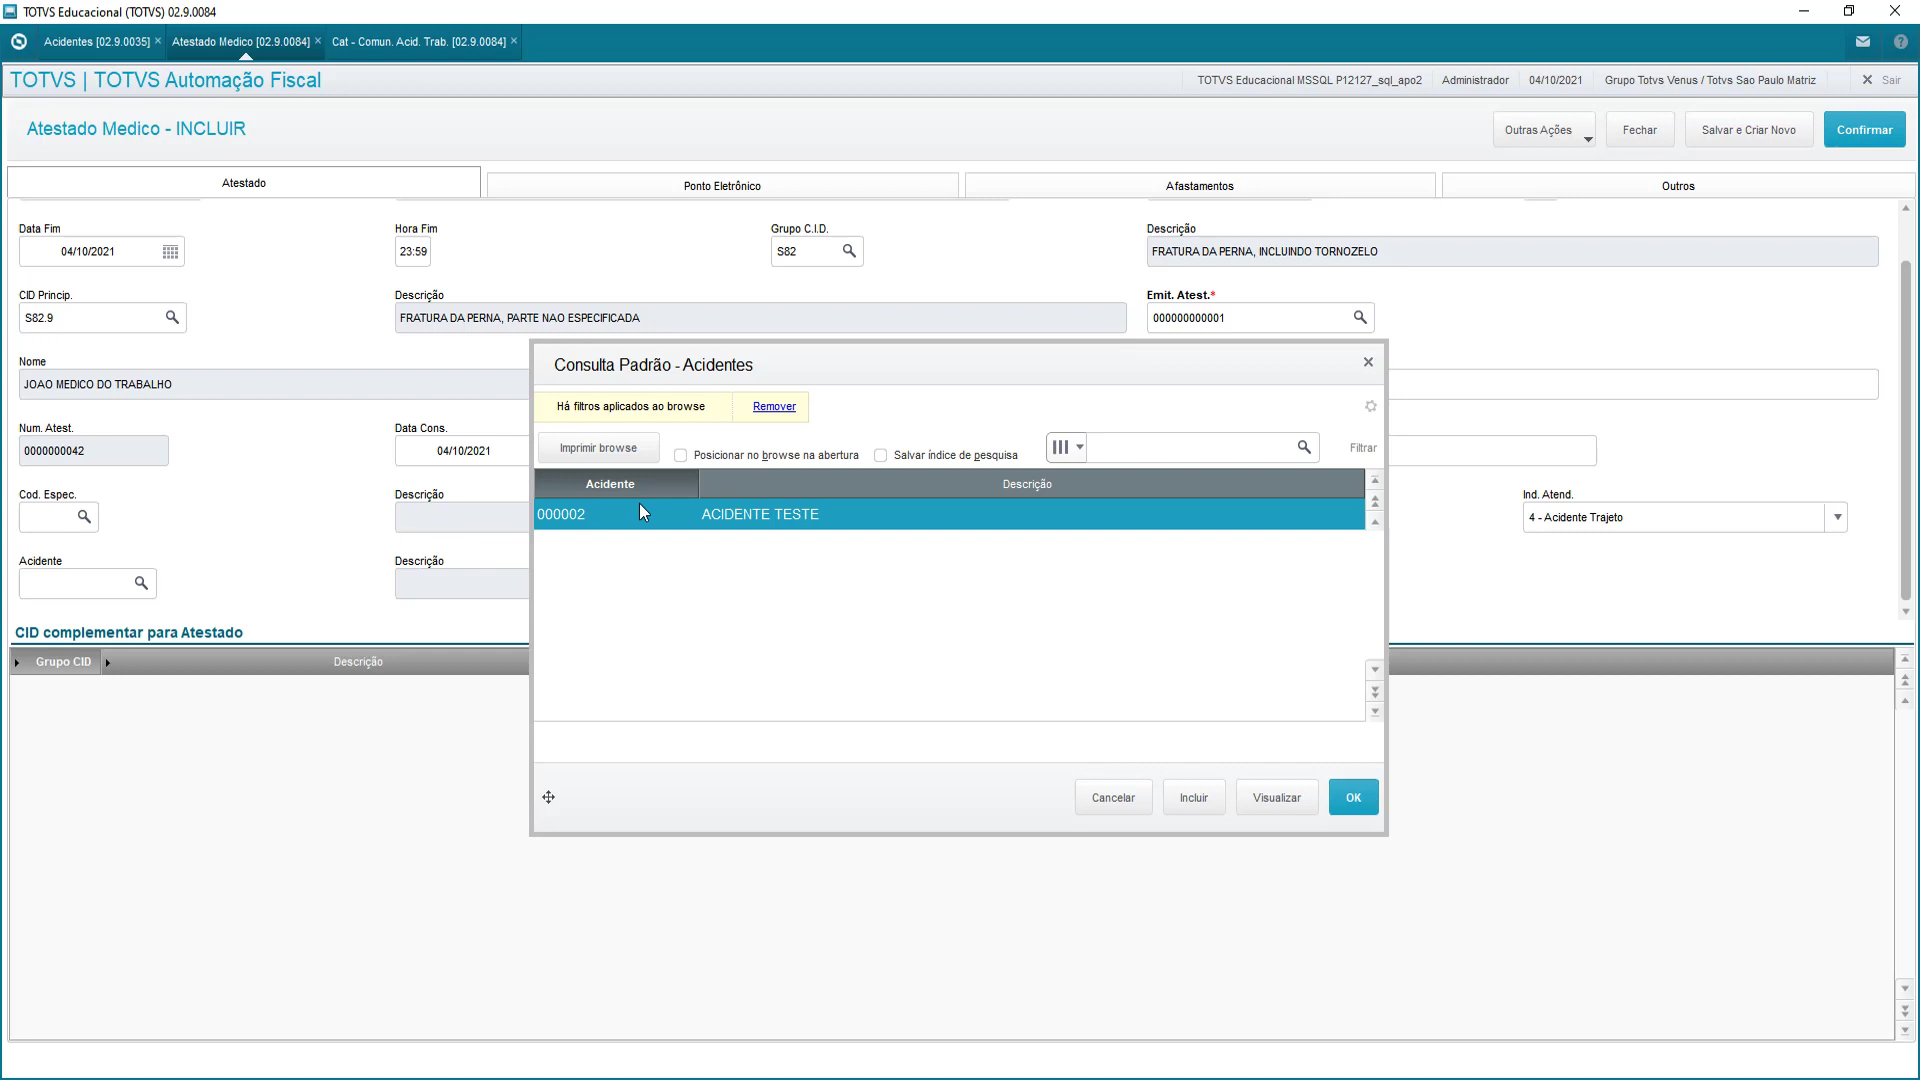 TOTVS Educacional (TOTVS) 02.9.0084
Acidentes [02.9.0035] Atestado Medico [02.9.0084] Cat - Comun. Acid. Trab. [02.9.0084]
TOTVS | TOTVS Automação Fiscal
TOTVS Educacional MSSQL P12127_sql_apo2 Administrador 04/10/2021 Grupo Totvs Venus / Totvs Sao Paulo Matriz Sair
Atestado Medico - INCLUIR
Outras Ações Fechar Salvar e Criar Novo Confirmar
Atestado Ponto Eletrônico Afastamentos Outros
Data Fim Hora Fim Grupo C.I.D. Descrição
04/10/2021 23:59 S82 FRATURA DA PERNA, INCLUINDO TORNOZELO
CID Princip. Descrição Emit. Atest.*
S82.9 FRATURA DA PERNA, PARTE NAO ESPECIFICADA 000000000001
Nome
JOAO MEDICO DO TRABALHO
Num. Atest. Data Cons.
0000000042 04/10/2021
Cod. Espec. Descrição Ind. Atend.
4 - Acidente Trajeto
Acidente Descrição
CID complementar para Atestado
Grupo CID Descrição
Consulta Padrão - Acidentes
Há filtros aplicados ao browse Remover
Imprimir browse Posicionar no browse na abertura Salvar índice de pesquisa Filtrar
Acidente Descrição
000002 ACIDENTE TESTE
Cancelar Incluir Visualizar OK